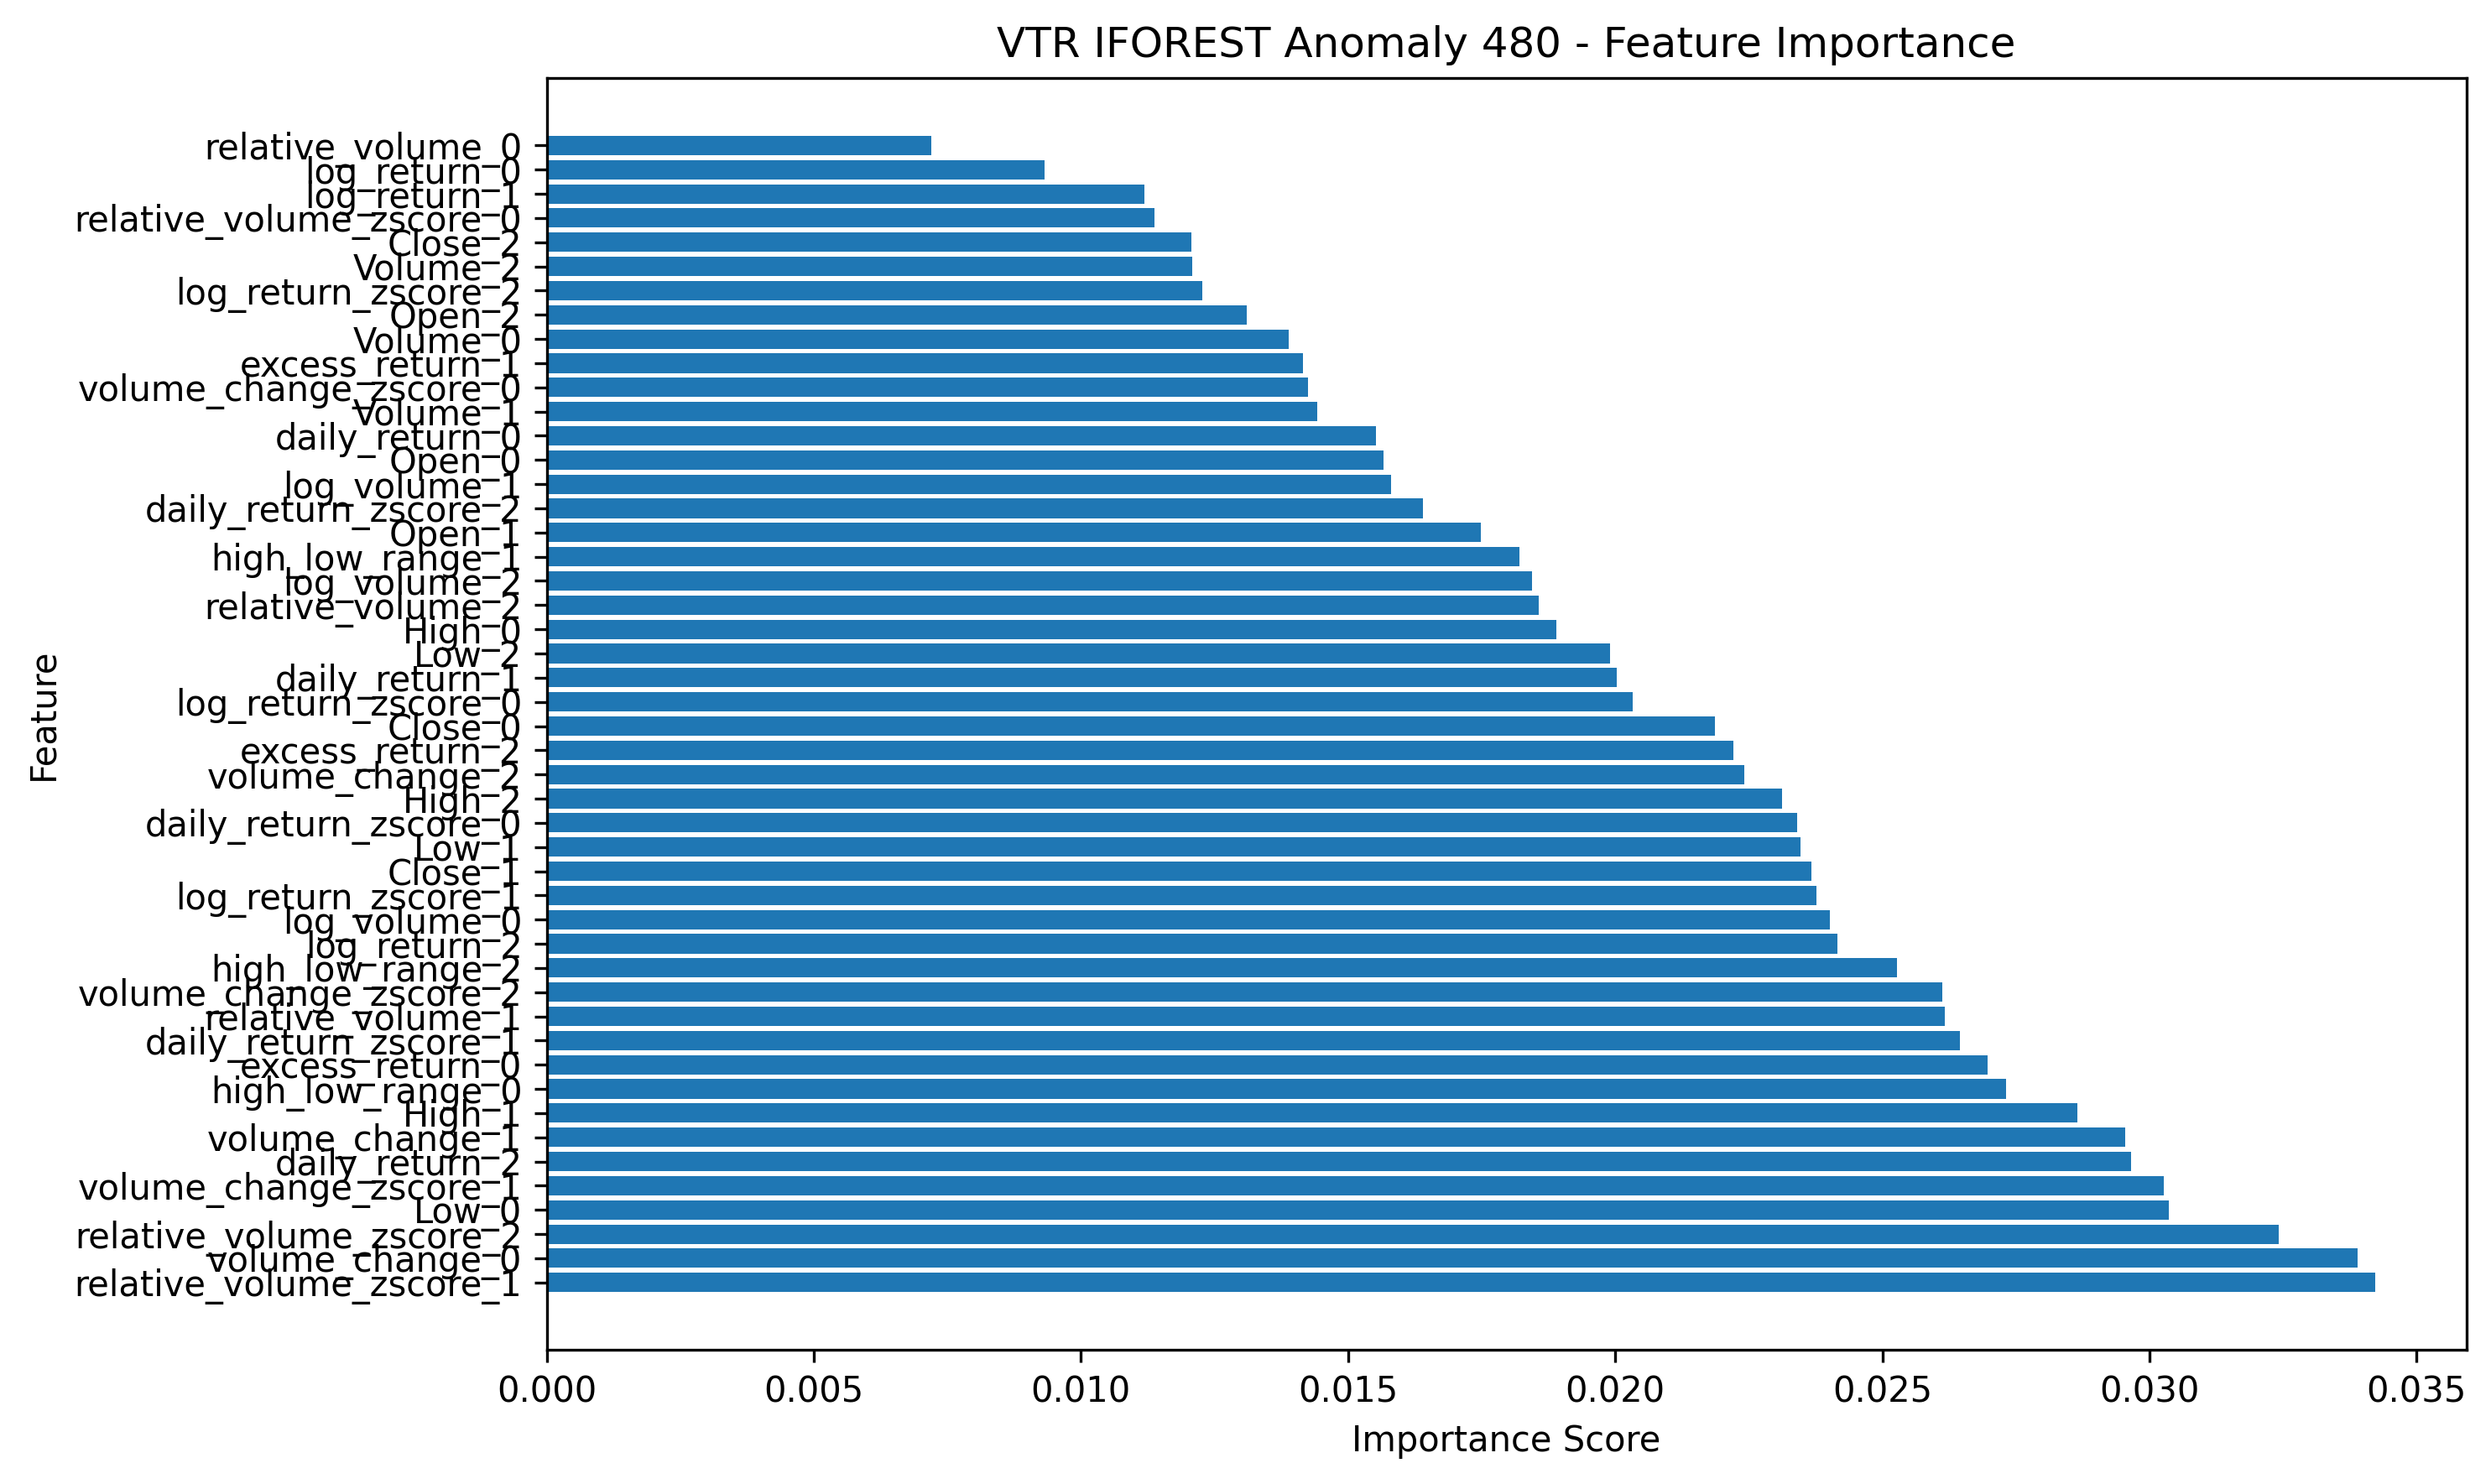 VTR IFOREST Anomaly 480 - Feature Importance
relative_volume_0
log_return_0
log_return_1
relative_volume_zscore_0
Close_2
Volume_2
log_return_zscore_2
Open_2
Volume_0
excess_return_1
volume_change_zscore_0
Volume_1
daily_return_0
Open_0
log_volume_1
daily_return_zscore_2
Open_1
high_low_range_1
log_volume_2
relative_volume_2
High_0
Low_2
daily_return_1
log_return_zscore_0
Close_0
excess_return_2
volume_change_2
High_2
daily_return_zscore_0
Low_1
Close_1
log_return_zscore_1
log_volume_0
log_return_2
high_low_range_2
volume_change_zscore_2
relative_volume_1
daily_return_zscore_1
excess_return_0
high_low_range_0
High_1
volume_change_1
daily_return_2
volume_change_zscore_1
Low_0
relative_volume_zscore_2
volume_change_0
relative_volume_zscore_1
Feature
0.000 0.005 0.010 0.015 0.020 0.025 0.030 0.035
Importance Score